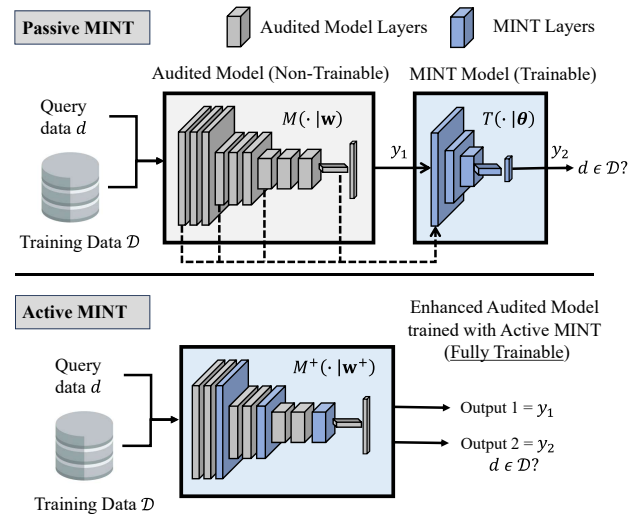 Passive MINT
Audited Model Layers
MINT Layers
Audited Model (Non-Trainable)
MINT Model (Trainable)
Query
data d
M(· |w)
T(· |θ)
y₁
y₂
d ϵ 𝒟?
Training Data 𝒟
Active MINT
Enhanced Audited Model
trained with Active MINT
(Fully Trainable)
Query
data d
M⁺(· |w⁺)
Output 1 = y₁
Output 2 = y₂
d ϵ 𝒟?
Training Data 𝒟